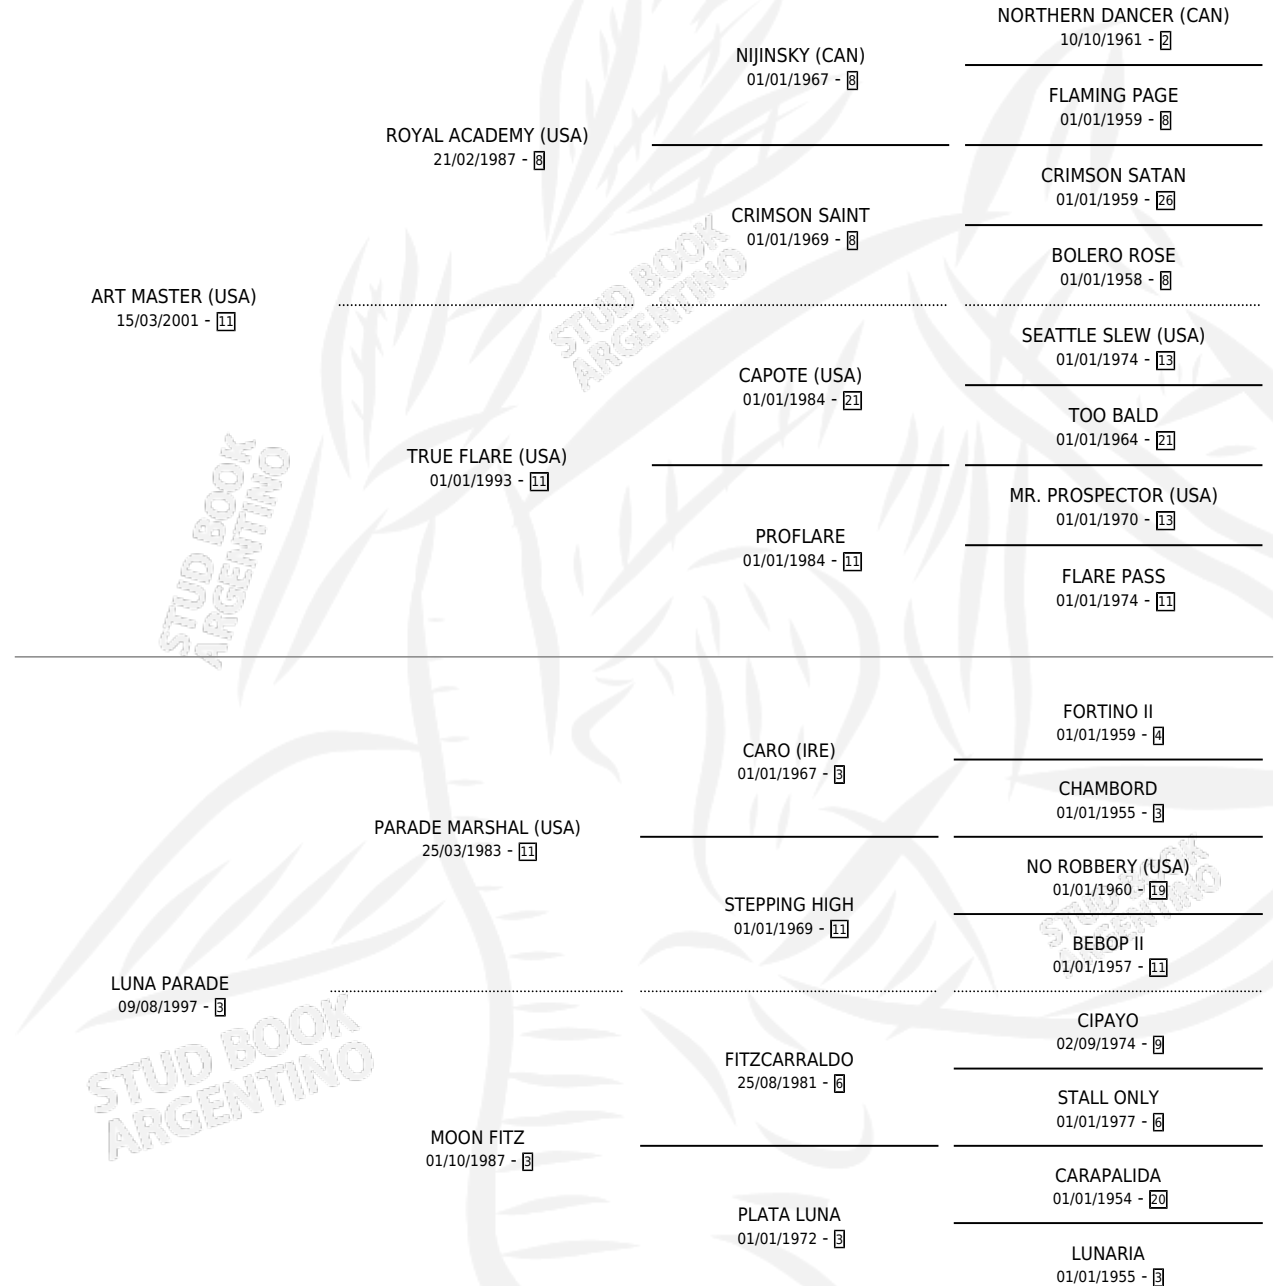 NORTHERN DANCER (CAN)
10/10/1961 - 2
NIJINSKY (CAN)
01/01/1967 - 8
FLAMING PAGE
01/01/1959 - 8
ROYAL ACADEMY (USA)
21/02/1987 - 8
CRIMSON SATAN
01/01/1959 - 26
CRIMSON SAINT
01/01/1969 - 8
BOLERO ROSE
01/01/1958 - 8
ART MASTER (USA)
15/03/2001 - 11
STUD BOOK
ARGENTINO
SEATTLE SLEW (USA)
01/01/1974 - 13
CAPOTE (USA)
01/01/1984 - 21
TOO BALD
01/01/1964 - 21
TRUE FLARE (USA)
01/01/1993 - 11
MR. PROSPECTOR (USA)
01/01/1970 - 13
PROFLARE
01/01/1984 - 11
FLARE PASS
01/01/1974 - 11
STUD BOOK
ARGENTINO
FORTINO II
01/01/1959 - 4
CARO (IRE)
01/01/1967 - 3
CHAMBORD
01/01/1955 - 3
PARADE MARSHAL (USA)
25/03/1983 - 11
NO ROBBERY (USA)
01/01/1960 - 19
STEPPING HIGH
01/01/1969 - 11
STUD BOOK
ARGENTINO
BEBOP II
01/01/1957 - 11
LUNA PARADE
09/08/1997 - 3
CIPAYO
02/09/1974 - 9
FITZCARRALDO
25/08/1981 - 6
STUD BOOK
ARGENTINO
STALL ONLY
01/01/1977 - 6
MOON FITZ
01/10/1987 - 3
CARAPALIDA
01/01/1954 - 20
PLATA LUNA
01/01/1972 - 3
LUNARIA
01/01/1955 - 3